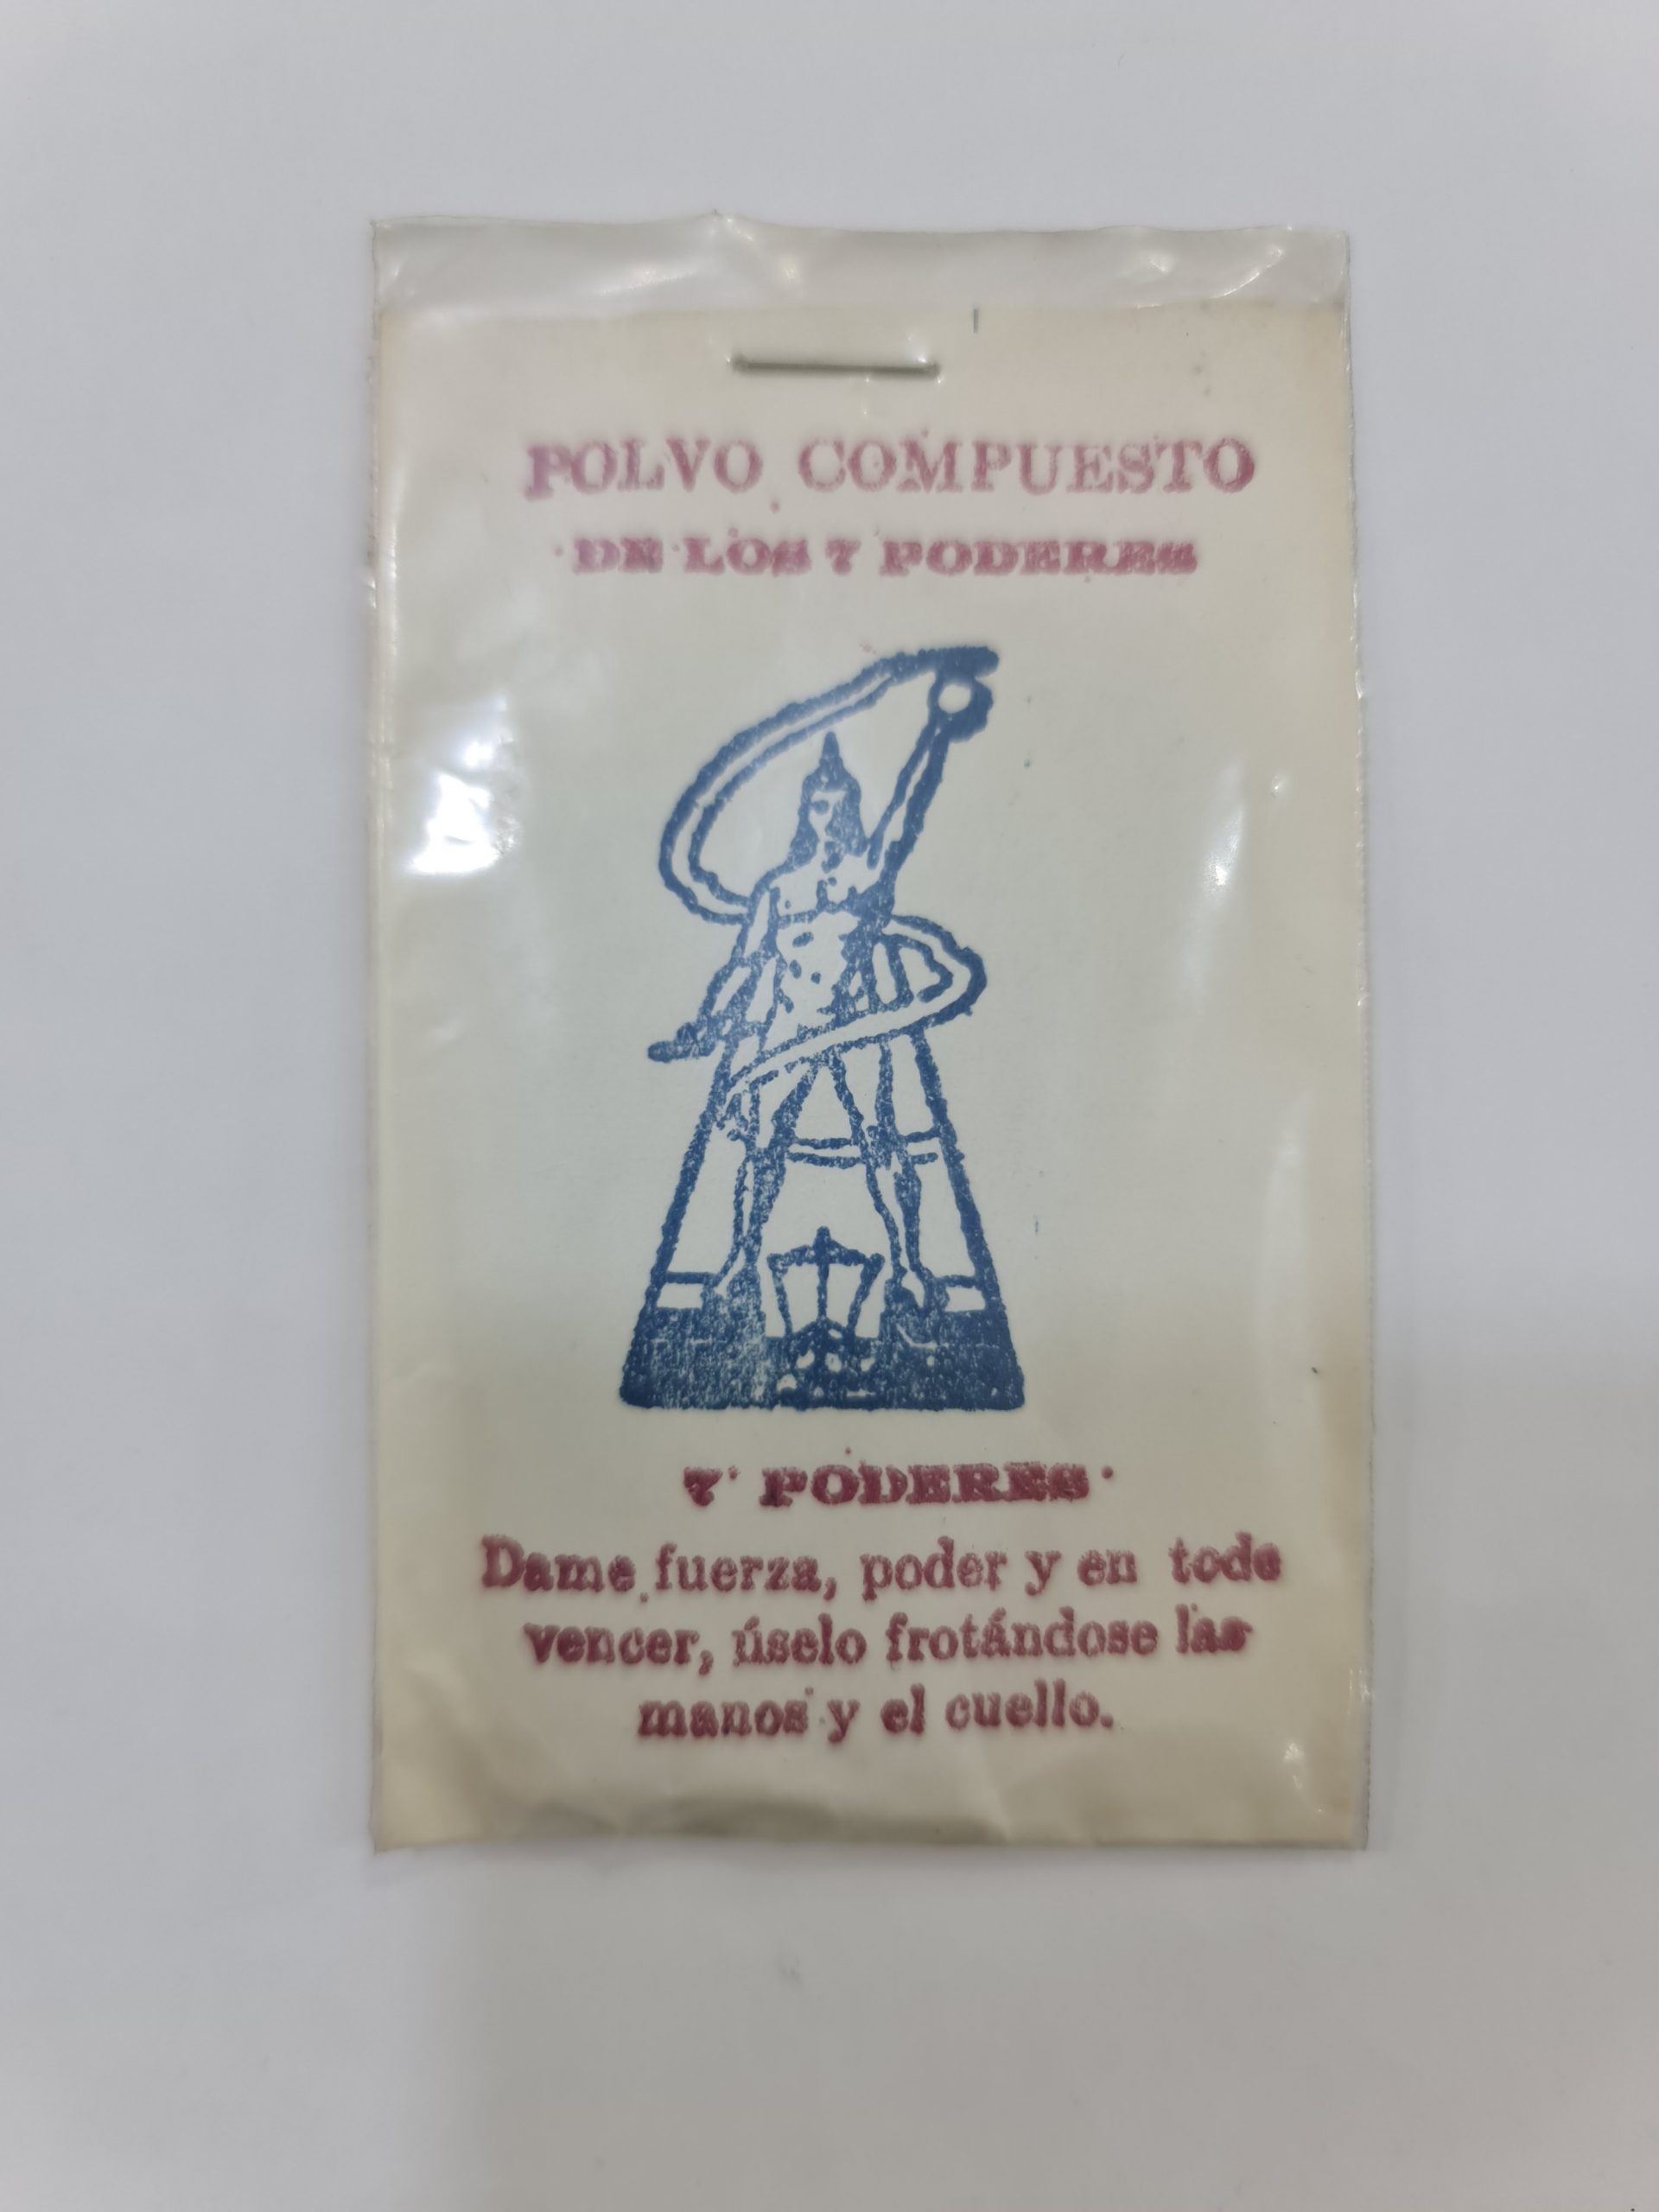 POLVO COMPUESTO
DE LOS 7 PODERES
7 PODERES
Dame fuerza, poder y en todo
vencer, úselo frotándose las
manos y el cuello.